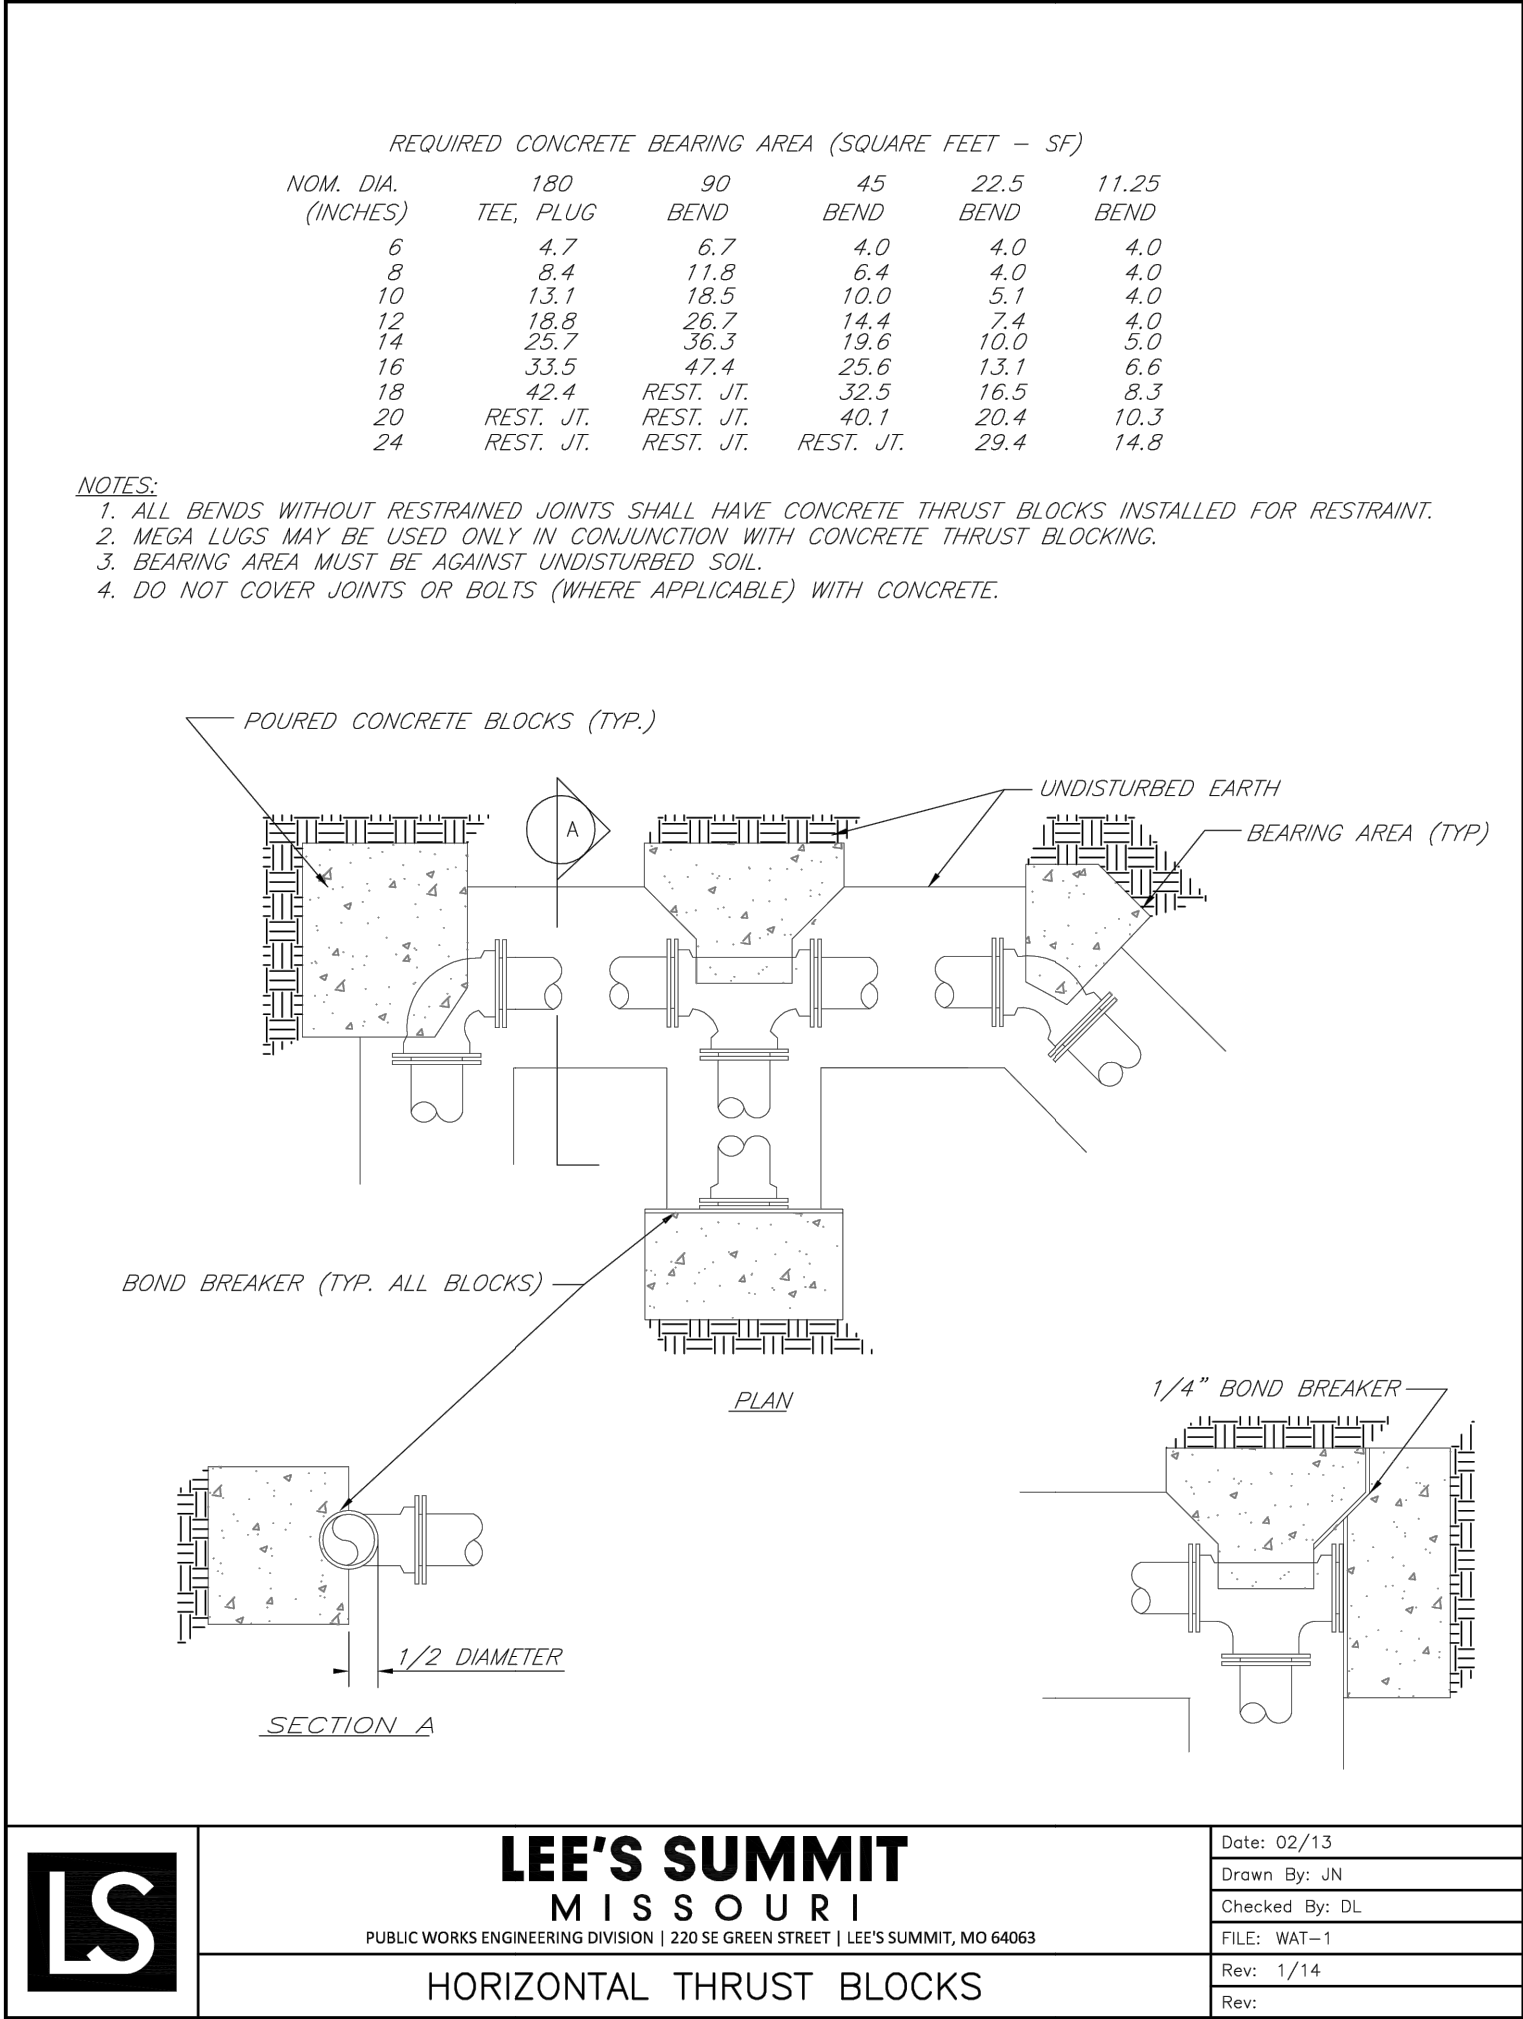 REQUIRED CONCRETE BEARING AREA (SQUARE FEET – SF)
NOM. DIA. 180 90 45 22.5 11.25
(INCHES) TEE, PLUG BEND BEND BEND BEND
6 4.7 6.7 4.0 4.0 4.0
8 8.4 11.8 6.4 4.0 4.0
10 13.1 18.5 10.0 5.1 4.0
12 18.8 26.7 14.4 7.4 4.0
14 25.7 36.3 19.6 10.0 5.0
16 33.5 47.4 25.6 13.1 6.6
18 42.4 REST. JT. 32.5 16.5 8.3
20 REST. JT. REST. JT. 40.1 20.4 10.3
24 REST. JT. REST. JT. REST. JT. 29.4 14.8
NOTES:
1. ALL BENDS WITHOUT RESTRAINED JOINTS SHALL HAVE CONCRETE THRUST BLOCKS INSTALLED FOR RESTRAINT.
2. MEGA LUGS MAY BE USED ONLY IN CONJUNCTION WITH CONCRETE THRUST BLOCKING.
3. BEARING AREA MUST BE AGAINST UNDISTURBED SOIL.
4. DO NOT COVER JOINTS OR BOLTS (WHERE APPLICABLE) WITH CONCRETE.
POURED CONCRETE BLOCKS (TYP.)
UNDISTURBED EARTH
A
BEARING AREA (TYP)
BOND BREAKER (TYP. ALL BLOCKS)
PLAN
1/4" BOND BREAKER
1/2 DIAMETER
SECTION A
LS
LEE'S SUMMIT
MISSOURI
PUBLIC WORKS ENGINEERING DIVISION | 220 SE GREEN STREET | LEE'S SUMMIT, MO 64063
HORIZONTAL THRUST BLOCKS
Date: 02/13
Drawn By: JN
Checked By: DL
FILE: WAT–1
Rev: 1/14
Rev: